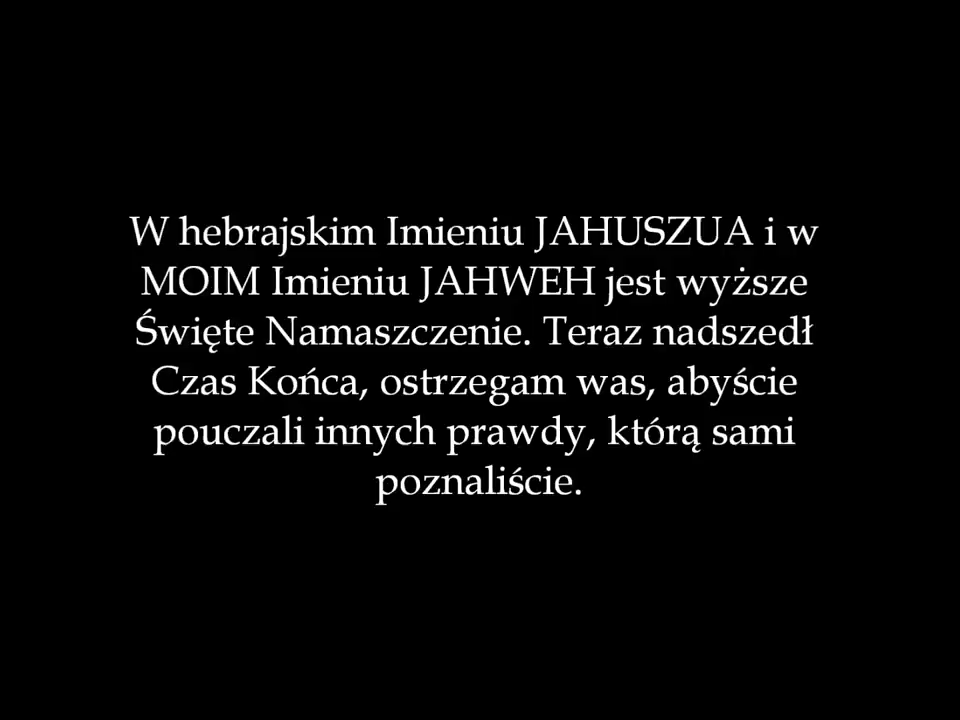 W hebrajskim Imieniu JAHUSZUA i w
MOIM Imieniu JAHWEH jest wyższe
Święte Namaszczenie. Teraz nadszedł
Czas Końca, ostrzegam was, abyście
pouczali innych prawdy, którą sami
poznaliście.